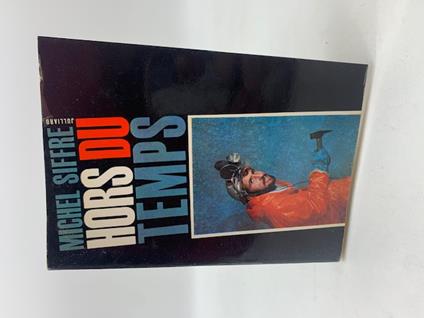 MICHEL SIFFRE
JULLIARD
HORS DU
TEMPS